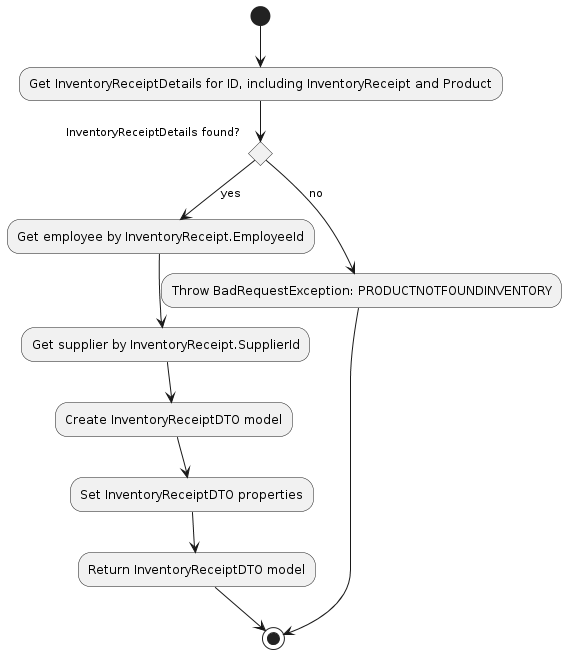 Get InventoryReceiptDetails for ID, including InventoryReceipt and Product
InventoryReceiptDetails found?
yes
no
Get employee by InventoryReceipt.EmployeeId
Throw BadRequestException: PRODUCTNOTFOUNDINVENTORY
Get supplier by InventoryReceipt.SupplierId
Create InventoryReceiptDTO model
Set InventoryReceiptDTO properties
Return InventoryReceiptDTO model